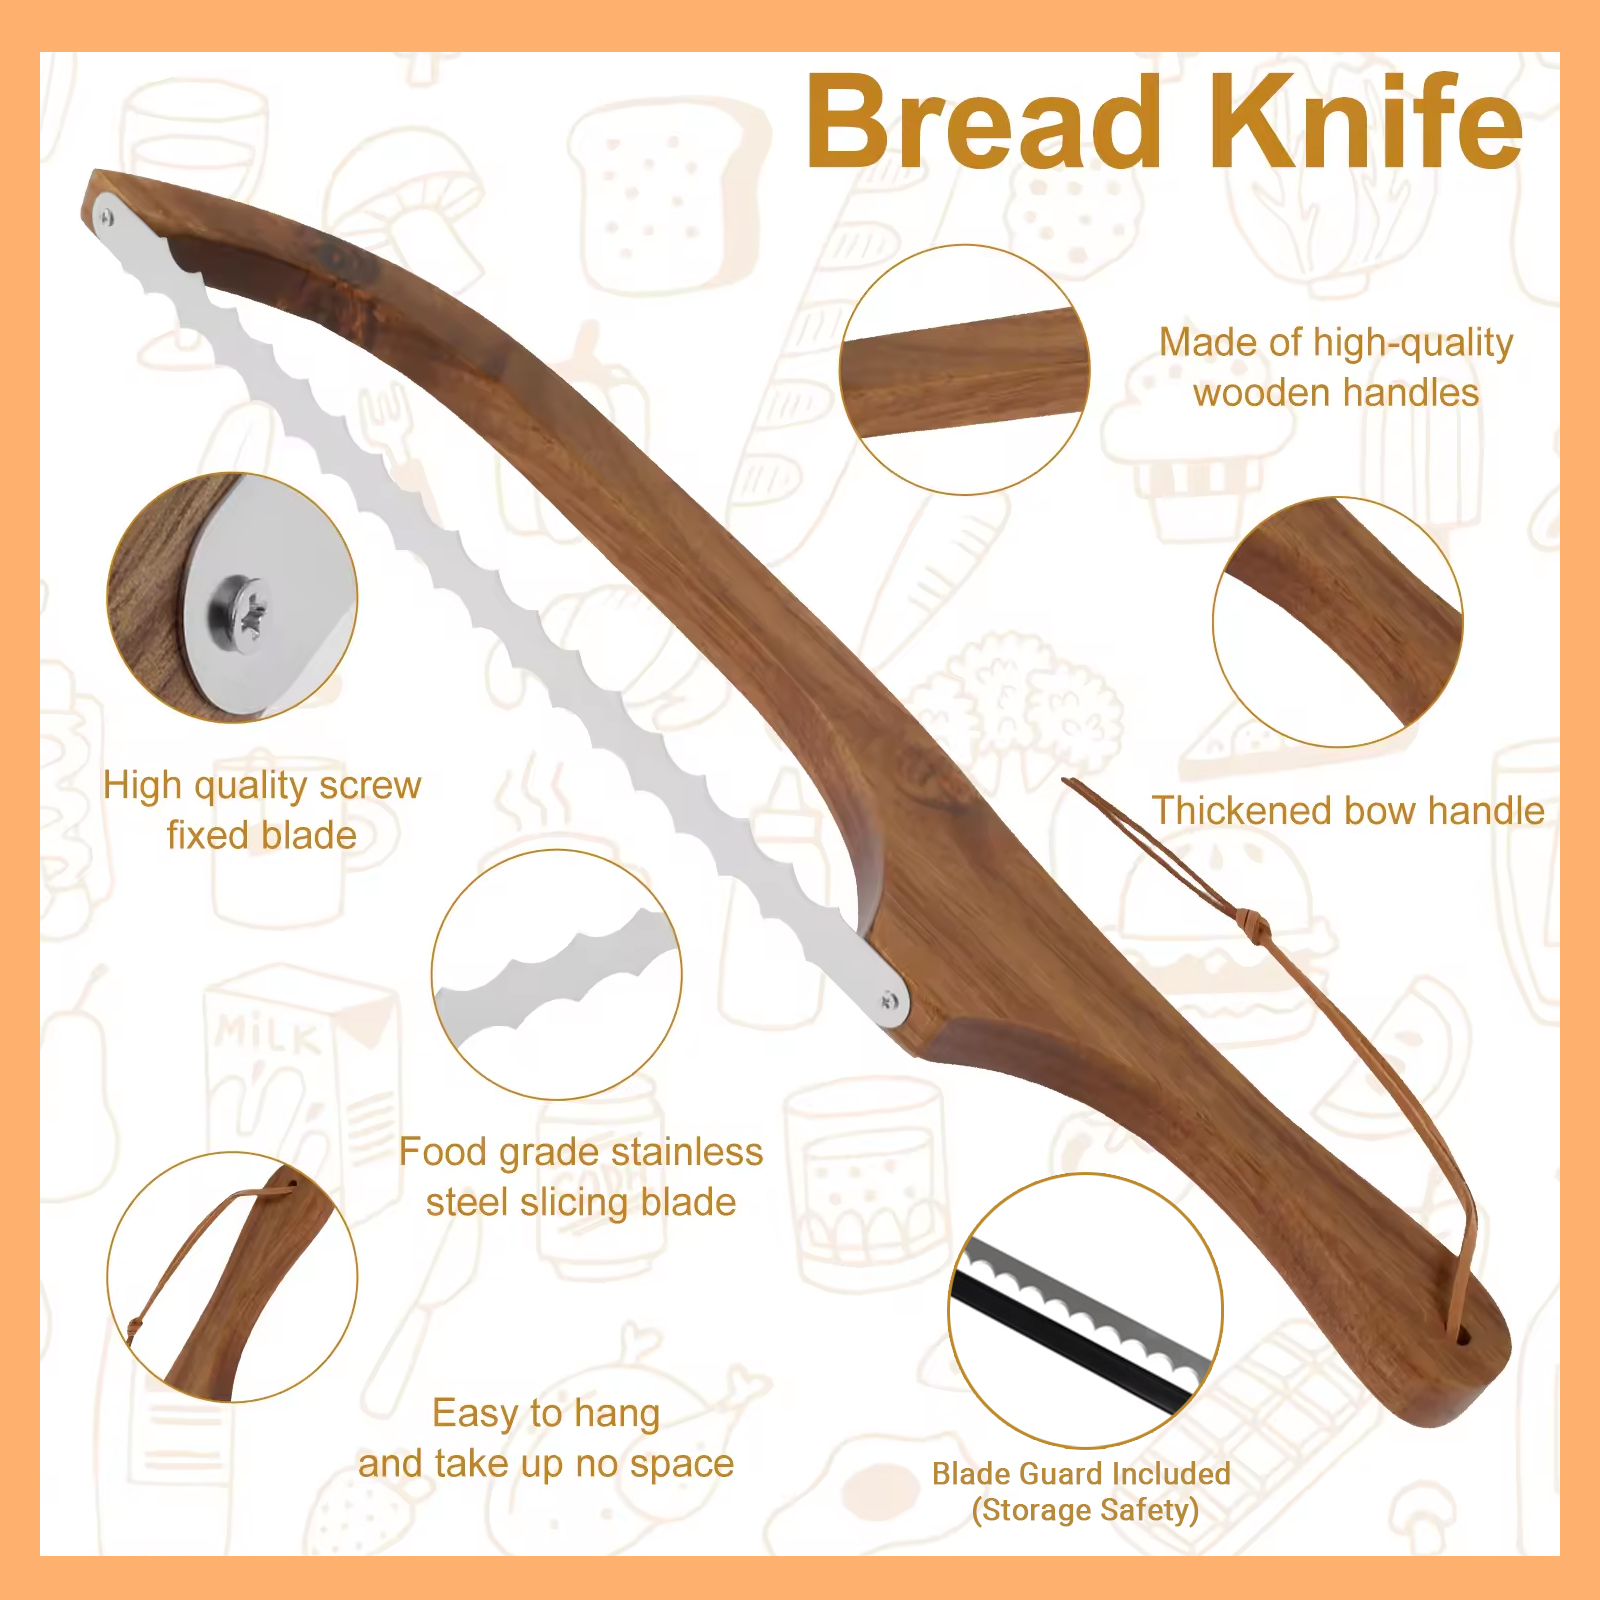 Bread Knife
Made of high-quality
wooden handles
High quality screw
fixed blade
Thickened bow handle
MiLK
Food grade stainless
steel slicing blade
Easy to hang
and take up no space
Blade Guard Included
(Storage Safety)